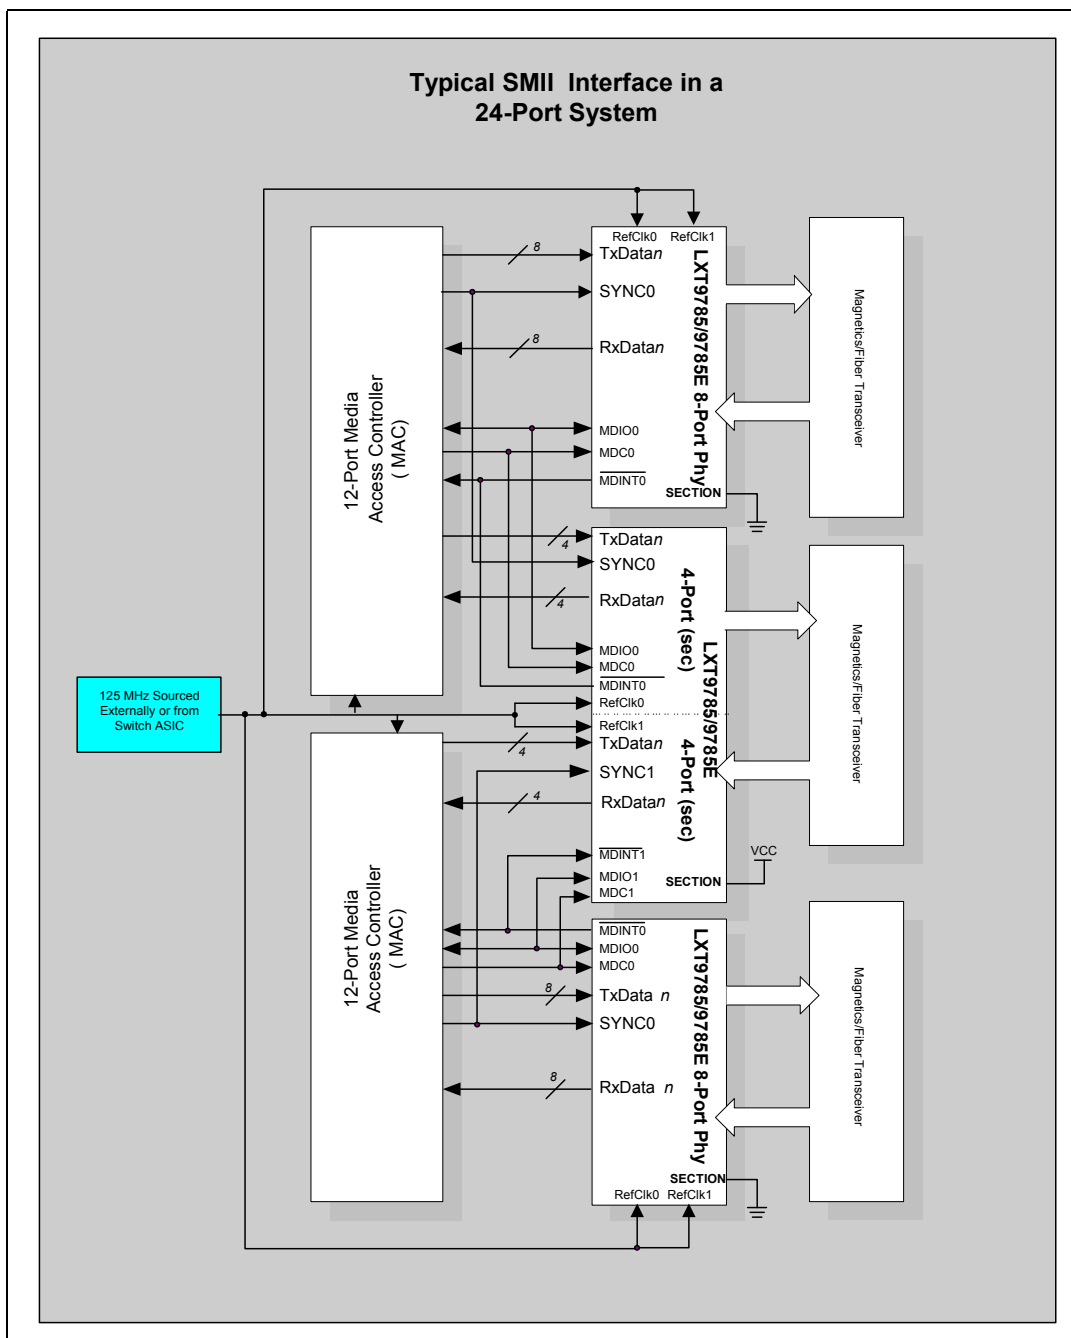 Typical SMII Interface in a
24-Port System
RefClk0 RefClk1
8
TxDatan
SYNC0
8
RxDatan
MDIO0
MDC0
MDINT0
SECTION
LXT9785/9785E 8-Port Phy
Magnetics/Fiber Transceiver
12-Port Media
Access Controller
( MAC)
4
TxDatan
SYNC0
4
RxDatan
MDIO0
MDC0
MDINT0
RefClk0
4-Port (sec)
LXT9785/9785E
4-Port (sec)
Magnetics/Fiber Transceiver
125 MHz Sourced
Externally or from
Switch ASIC
RefClk1
4
TxDatan
SYNC1
4
RxDatan
MDINT1
MDIO1
MDC1
SECTION
VCC
12-Port Media
Access Controller
( MAC)
MDINT0
MDIO0
MDC0
8
TxData n
SYNC0
8
RxData n
LXT9785/9785E 8-Port Phy
SECTION
RefClk0 RefClk1
Magnetics/Fiber Transceiver